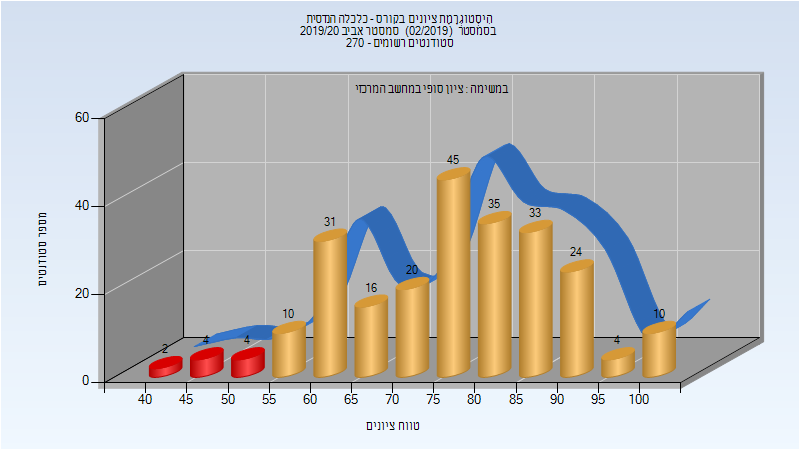 היסטוגרמת ציונים בקורס - כלכלה הנדסית
בסמסטר (02/2019) סמסטר אביב 2019/20
סטודנטים רשומים - 270
במשימה : ציון סופי במחשב המרכזי
מספר סטודנטים
60
40
20
0
2
4
4
10
31
16
20
45
35
33
24
4
10
40 45 50 55 60 65 70 75 80 85 90 95 100
טווח ציונים